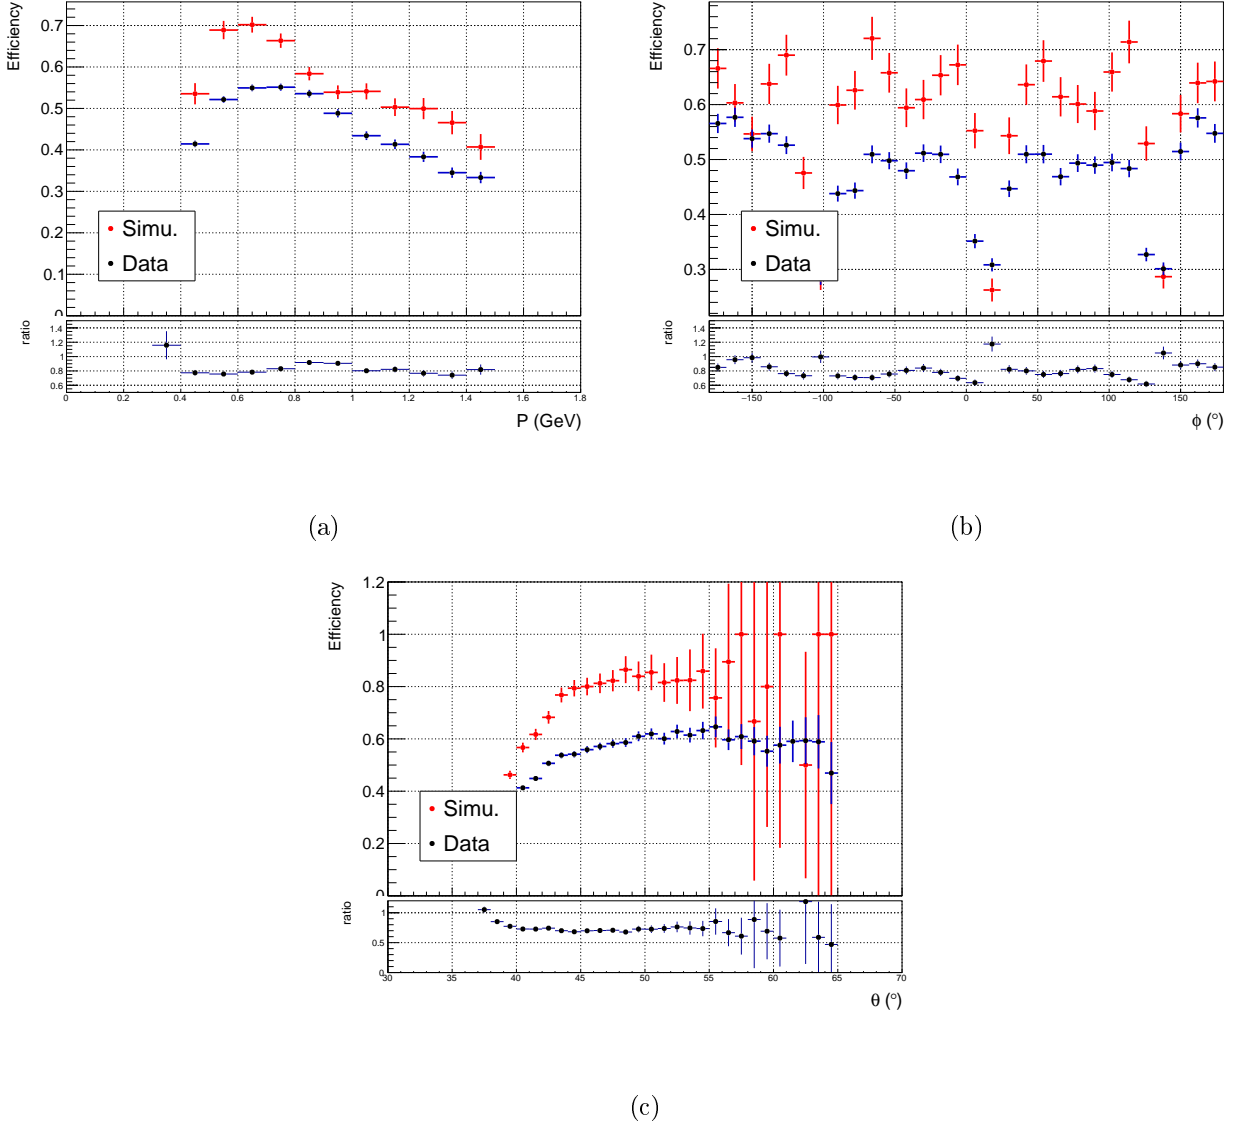 Efficiency
0.7
0.6
0.5
0.4
0.3
0.2
0.1
0
Simu.
Data
ratio
1.4
1.2
1
0.8
0.6
0 0.2 0.4 0.6 0.8 1 1.2 1.4 1.6 1.8
P (GeV)
(a)
Efficiency
0.7
0.6
0.5
0.4
0.3
Simu.
Data
ratio
1.4
1.2
1
0.8
0.6
−150 −100 −50 0 50 100 150
ϕ (°)
(b)
Efficiency
1.2
1
0.8
0.6
0.4
0.2
0
Simu.
Data
ratio
1
0.5
0
30 35 40 45 50 55 60 65 70
θ (°)
(c)